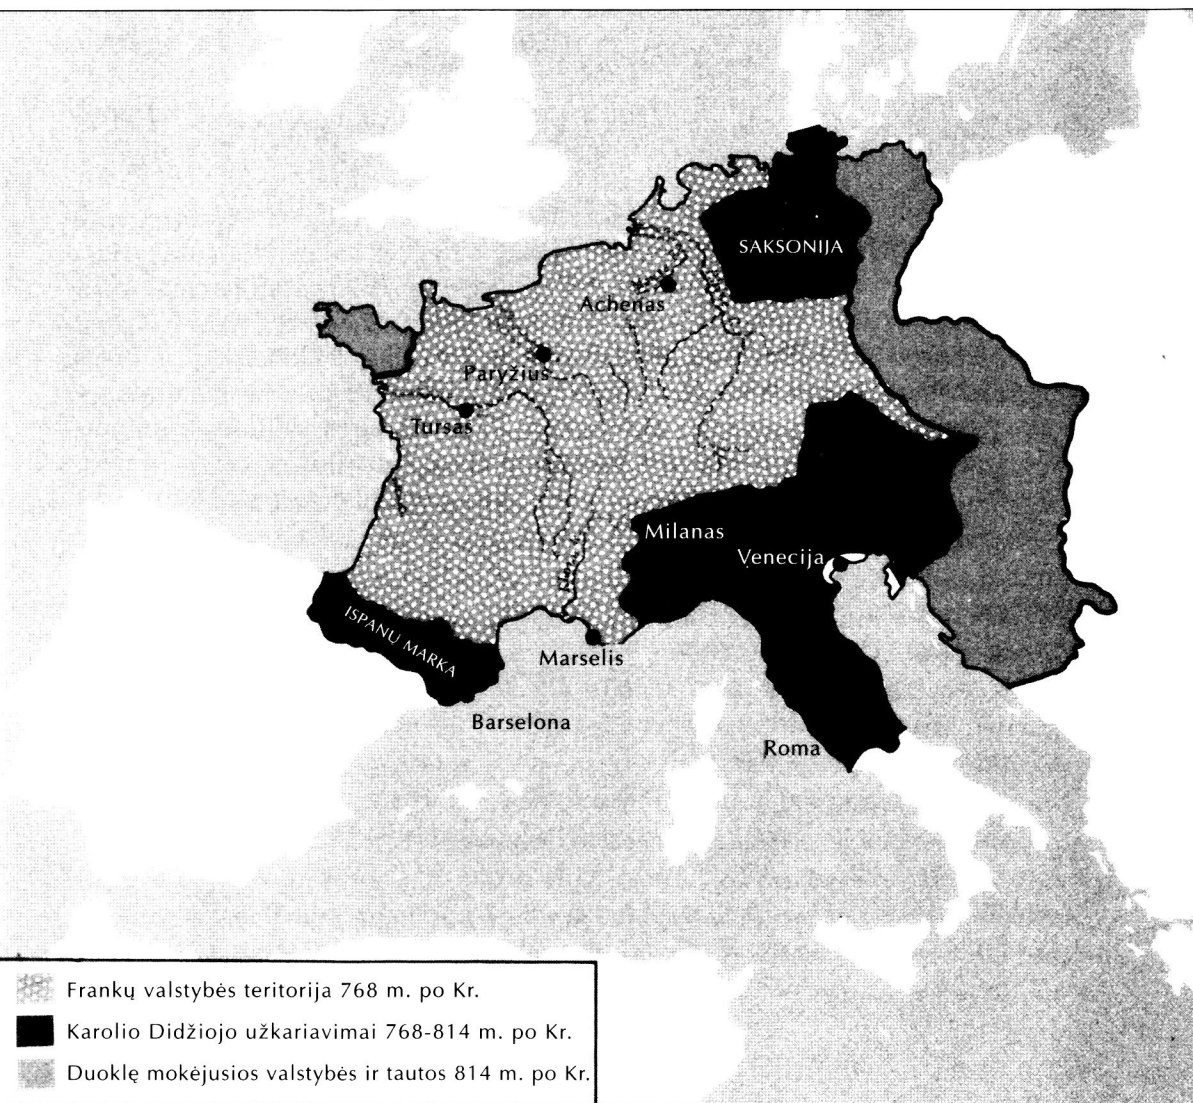 SAKSONIJA
Achenas
Paryžius
Tursas
Milanas
Venecija
ISPANŲ MARKA
Marselis
Barselona
Roma
Frankų valstybės teritorija 768 m. po Kr.
Karolio Didžiojo užkariavimai 768-814 m. po Kr.
Duoklę mokėjusios valstybės ir tautos 814 m. po Kr.